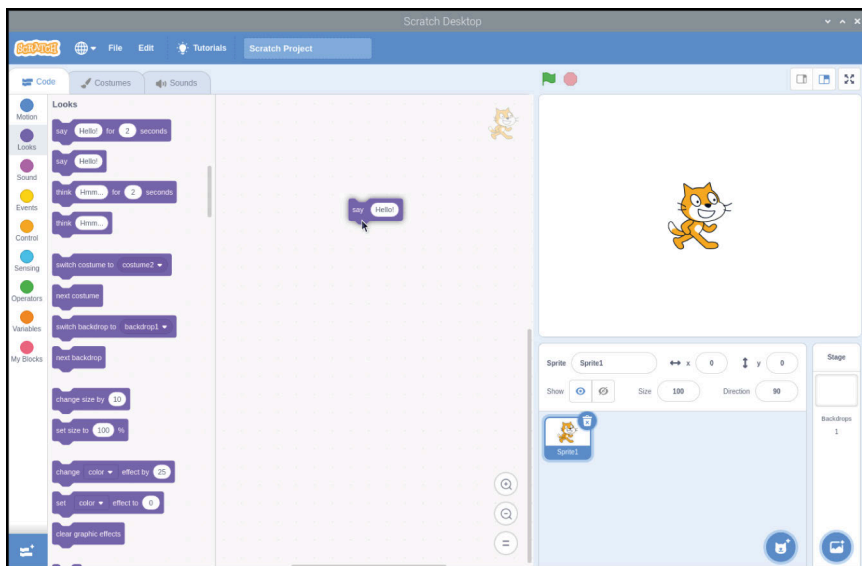 Scratch Desktop
SCRATCH File Edit Tutorials Scratch Project
Code Costumes Sounds
Motion
Looks
Sound
Events
Control
Sensing
Operators
Variables
My Blocks
Looks
say Hello! for 2 seconds
say Hello!
think Hmm... for 2 seconds
think Hmm...
switch costume to costume2
next costume
switch backdrop to backdrop1
next backdrop
change size by 10
set size to 100 %
change color effect by 25
set color effect to 0
clear graphic effects
say Hello!
Sprite Sprite1 x 0 y 0
Show Size 100 Direction 90
Sprite1
Stage
Backdrops
1